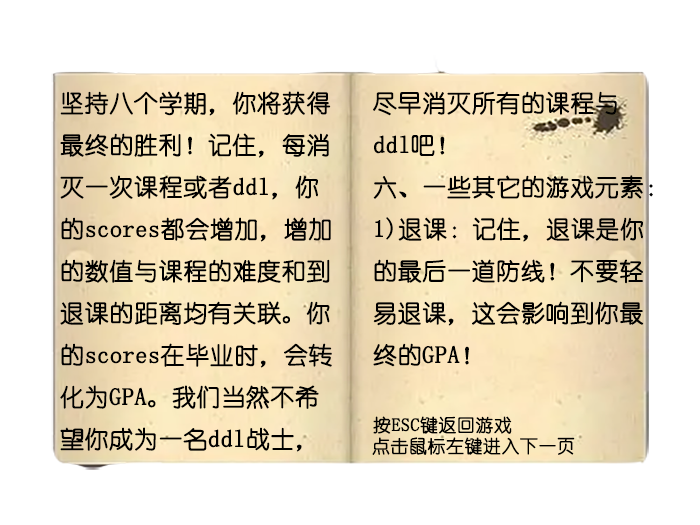 坚持八个学期，你将获得
最终的胜利！记住，每消
灭一次课程或者ddl，你
的scores都会增加，增加
的数值与课程的难度和到
退课的距离均有关联。你
的scores在毕业时，会转
化为GPA。我们当然不希
望你成为一名ddl战士，
尽早消灭所有的课程与
ddl吧！
六、一些其它的游戏元素：
1)退课：记住，退课是你
的最后一道防线！不要轻
易退课，这会影响到你最
终的GPA！
按ESC键返回游戏
点击鼠标左键进入下一页